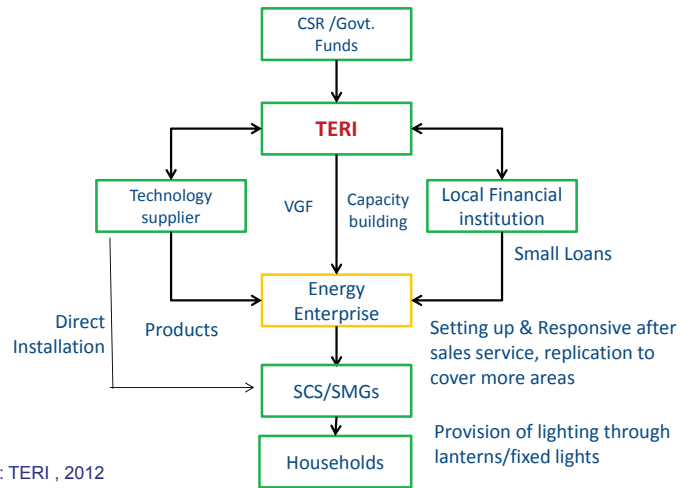 CSR /Govt.
Funds
TERI
Technology
supplier
VGF
Capacity
building
Local Financial
institution
Small Loans
Energy
Enterprise
Direct
Installation
Products
Setting up & Responsive after
sales service, replication to
cover more areas
SCS/SMGs
Provision of lighting through
lanterns/fixed lights
Households
: TERI , 2012